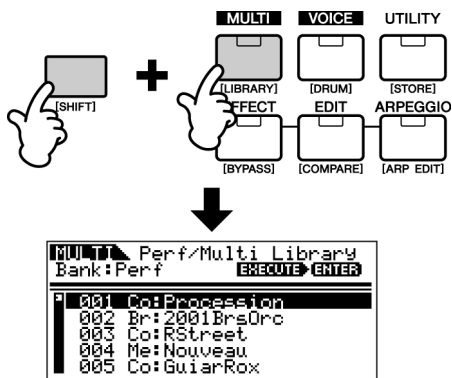 MULTI VOICE UTILITY
[SHIFT] [LIBRARY] [DRUM] [STORE]
EFFECT EDIT ARPEGGIO
[BYPASS] [COMPARE] [ARP EDIT]
MULTI Perf/Multi Library
Bank:Perf EXECUTE ENTER
001 Co:Procession
002 Br:2001BrsOrc
003 Co:RStreet
004 Me:Nouveau
005 Co:GuiarRox